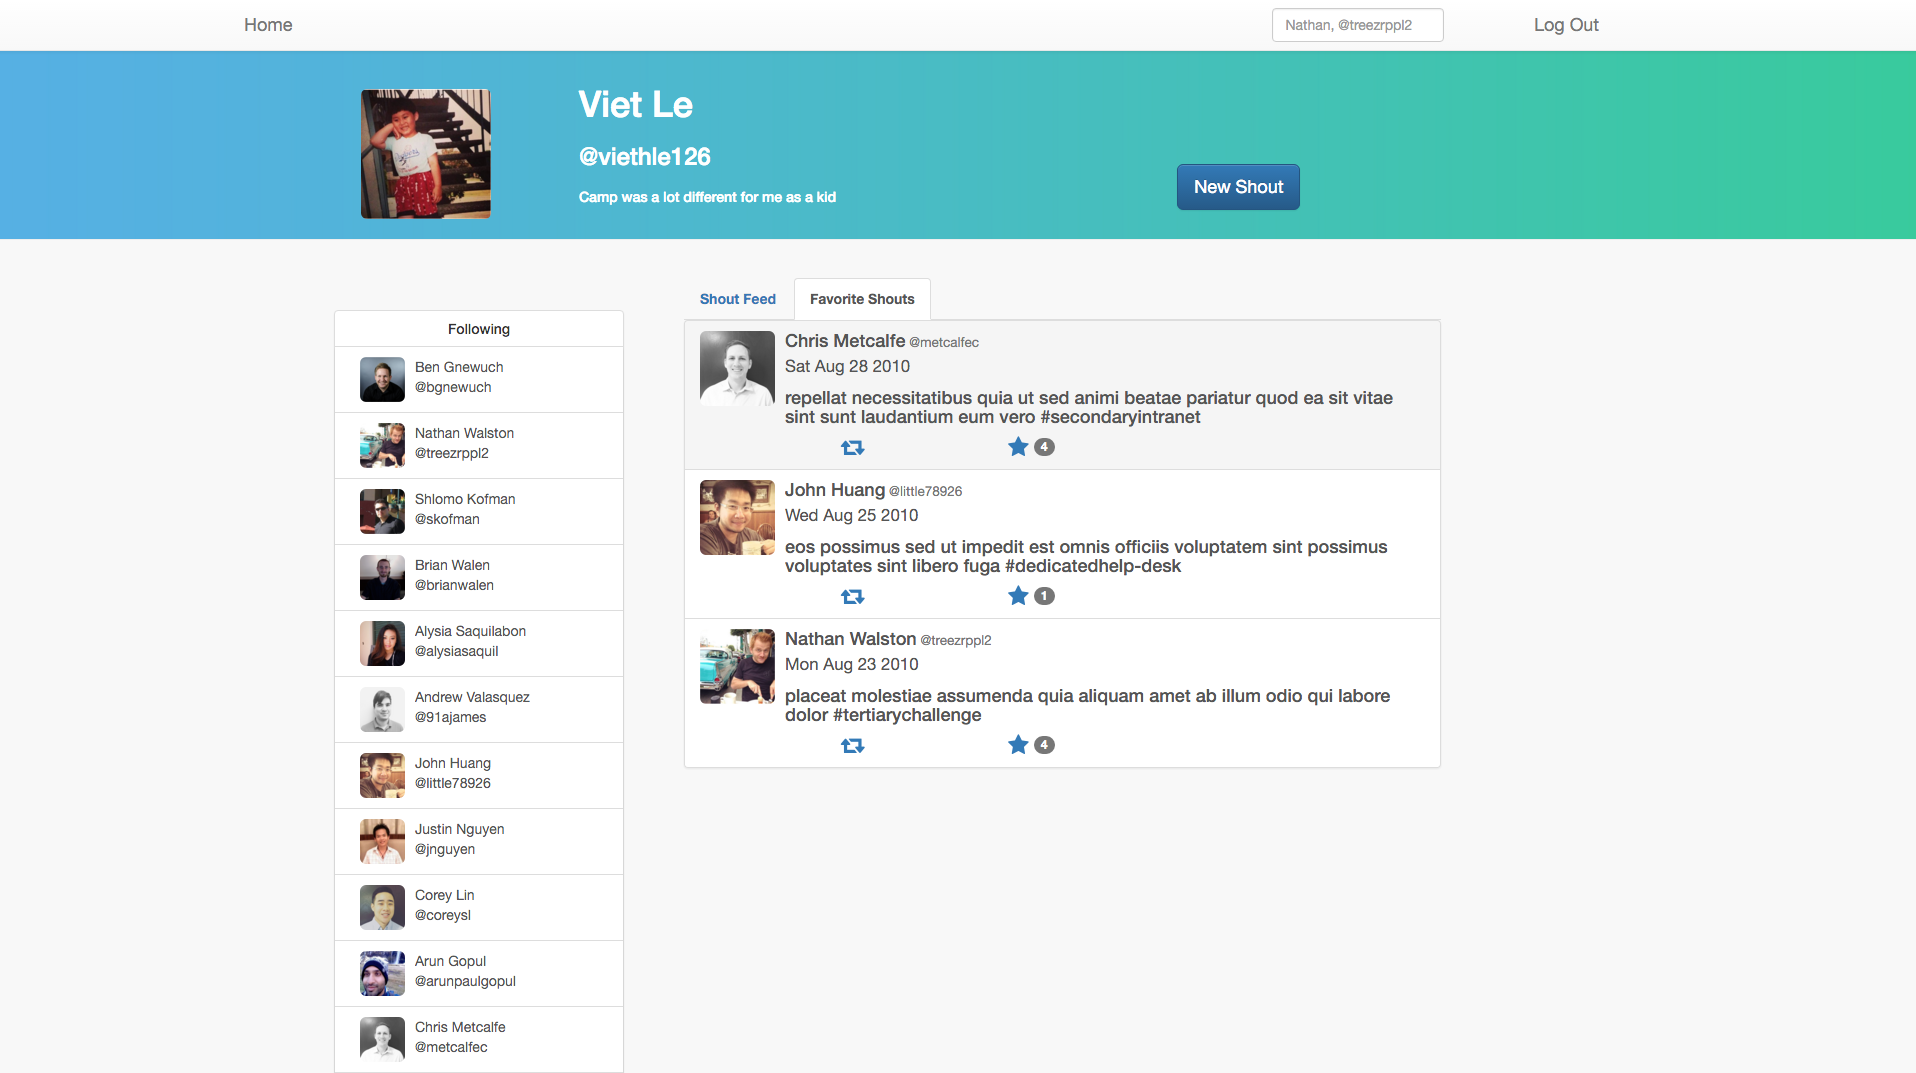 Home
Nathan, @treezrppl2
Log Out
Viet Le
@viethle126
Camp was a lot different for me as a kid
New Shout
Following
Ben Gnewuch
@bgnewuch
Nathan Walston
@treezrppl2
Shlomo Kofman
@skofman
Brian Walen
@brianwalen
Alysia Saquilabon
@alysiasaquil
Andrew Valasquez
@91ajames
John Huang
@little78926
Justin Nguyen
@jnguyen
Corey Lin
@coreysl
Arun Gopul
@arunpaulgopul
Chris Metcalfe
@metcalfec
Shout Feed
Favorite Shouts
Chris Metcalfe @metcalfec
Sat Aug 28 2010
repellat necessitatibus quia ut sed animi beatae pariatur quod ea sit vitae
sint sunt laudantium eum vero #secondaryintranet
4
John Huang @little78926
Wed Aug 25 2010
eos possimus sed ut impedit est omnis officiis voluptatem sint possimus
voluptates sint libero fuga #dedicatedhelp-desk
1
Nathan Walston @treezrppl2
Mon Aug 23 2010
placeat molestiae assumenda quia aliquam amet ab illum odio qui labore
dolor #tertiarychallenge
4